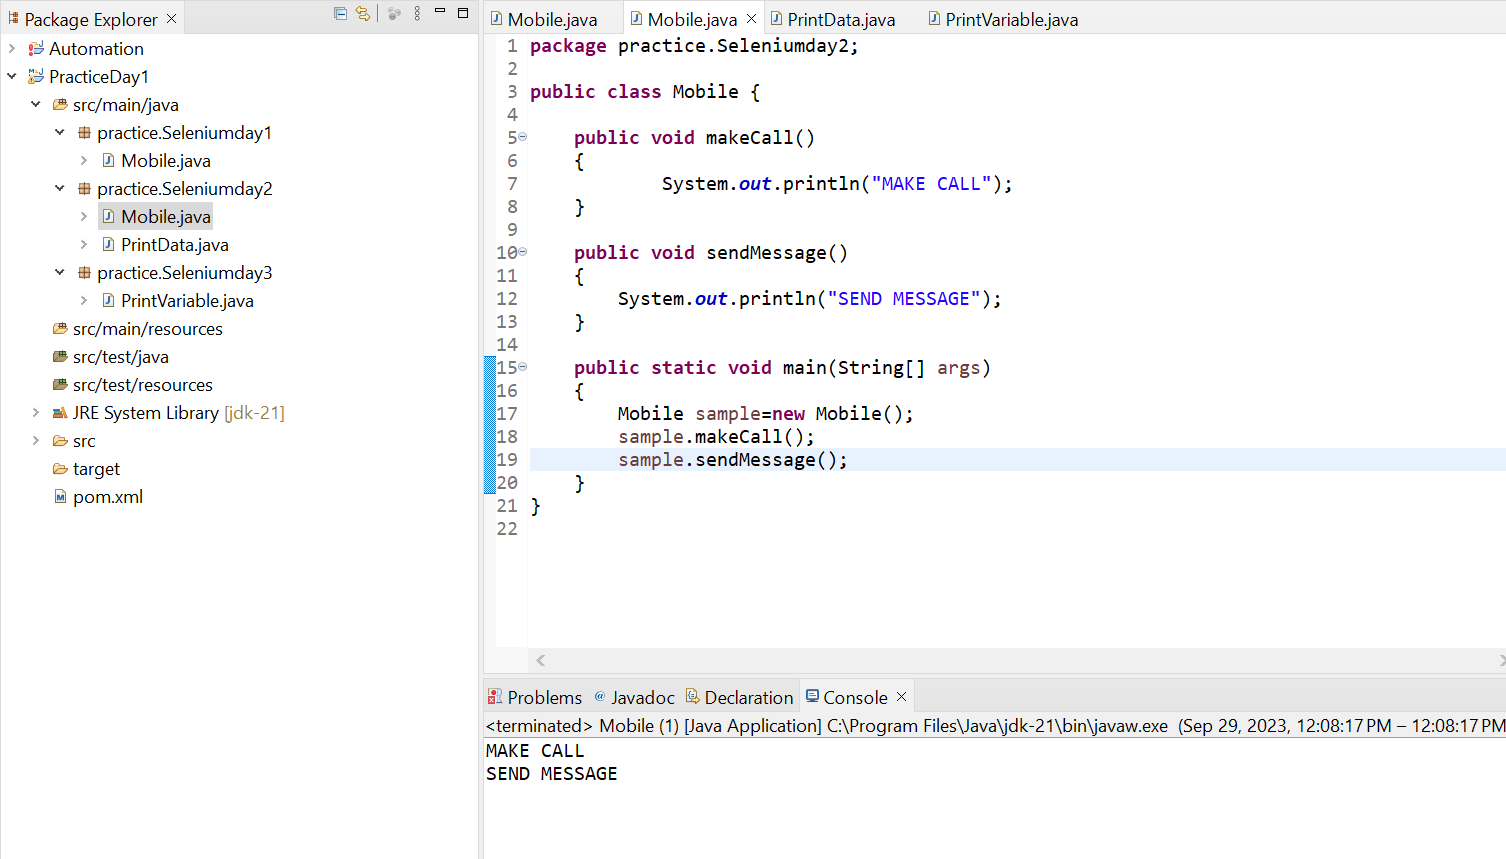 Package Explorer
Automation
PracticeDay1
src/main/java
practice.Seleniumday1
Mobile.java
practice.Seleniumday2
Mobile.java
PrintData.java
practice.Seleniumday3
PrintVariable.java
src/main/resources
src/test/java
src/test/resources
JRE System Library [jdk-21]
src
target
pom.xml
Mobile.java Mobile.java PrintData.java PrintVariable.java
1 package practice.Seleniumday2;
2
3 public class Mobile {
4
5     public void makeCall()
6     {
7             System.out.println("MAKE CALL");
8     }
9
10     public void sendMessage()
11     {
12         System.out.println("SEND MESSAGE");
13     }
14
15     public static void main(String[] args)
16     {
17         Mobile sample=new Mobile();
18         sample.makeCall();
19         sample.sendMessage();
20     }
21 }
22
Problems Javadoc Declaration Console
<terminated> Mobile (1) [Java Application] C:\Program Files\Java\jdk-21\bin\javaw.exe (Sep 29, 2023, 12:08:17 PM – 12:08:17 PM
MAKE CALL
SEND MESSAGE